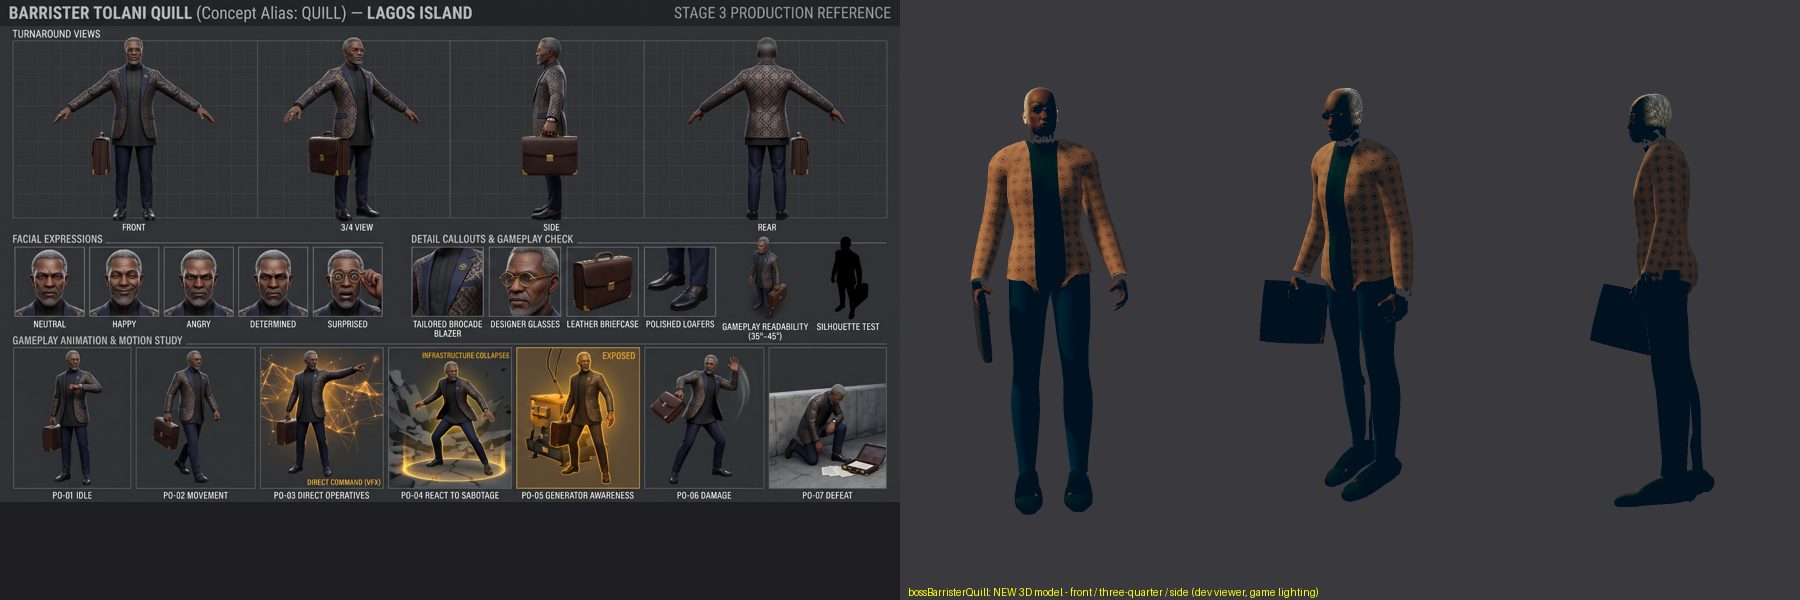 BARRISTER TOLANI QUILL (Concept Alias: QUILL) — LAGOS ISLAND
STAGE 3 PRODUCTION REFERENCE
TURNAROUND VIEWS
FRONT
3/4 VIEW
SIDE
REAR
FACIAL EXPRESSIONS
NEUTRAL
HAPPY
ANGRY
DETERMINED
SURPRISED
DETAIL CALLOUTS & GAMEPLAY CHECK
TAILORED BROCADE
BLAZER
DESIGNER GLASSES
LEATHER BRIEFCASE
POLISHED LOAFERS
GAMEPLAY READABILITY
(35°-45°)
SILHOUETTE TEST
GAMEPLAY ANIMATION & MOTION STUDY
PO-01 IDLE
PO-02 MOVEMENT
DIRECT COMMAND (VFX)
PO-03 DIRECT OPERATIVES
INFRASTRUCTURE COLLAPSEE
PO-04 REACT TO SABOTAGE
EXPOSED
PO-05 GENERATOR AWARENESS
PO-06 DAMAGE
PO-07 DEFEAT
bossBarristerQuill: NEW 3D model - front / three-quarter / side (dev viewer, game lighting)